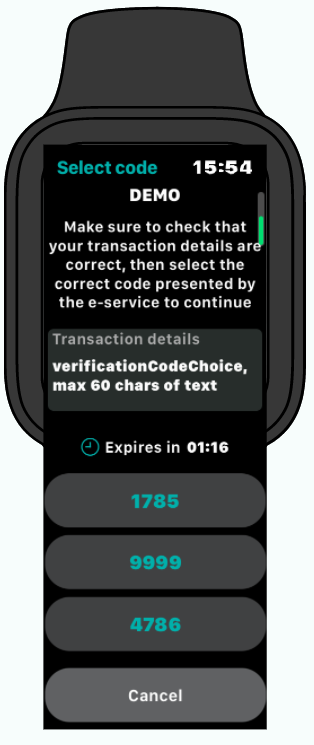 Select code 15:54
DEMO
Make sure to check that
your transaction details are
correct, then select the
correct code presented by
the e-service to continue
Transaction details
verificationCodeChoice,
max 60 chars of text
Expires in 01:16
1785
9999
4786
Cancel